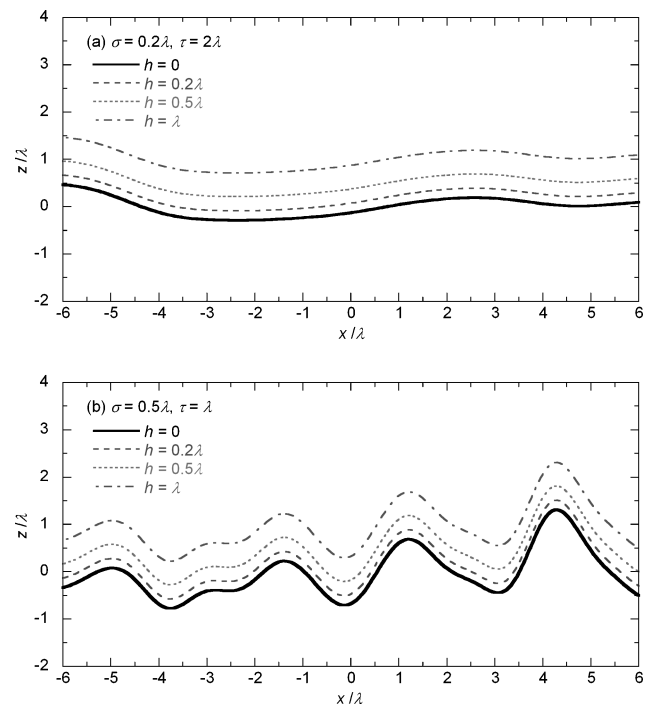 4
(a) σ = 0.2λ, τ = 2λ
h = 0
3
h = 0.2λ
h = 0.5λ
2
h = λ
1
z/λ
0
-1
-2
-6 -5 -4 -3 -2 -1 0 1 2 3 4 5 6
x/λ
4
(b) σ = 0.5λ, τ = λ
h = 0
3
h = 0.2λ
h = 0.5λ
2
h = λ
1
z/λ
0
-1
-2
-6 -5 -4 -3 -2 -1 0 1 2 3 4 5 6
x/λ